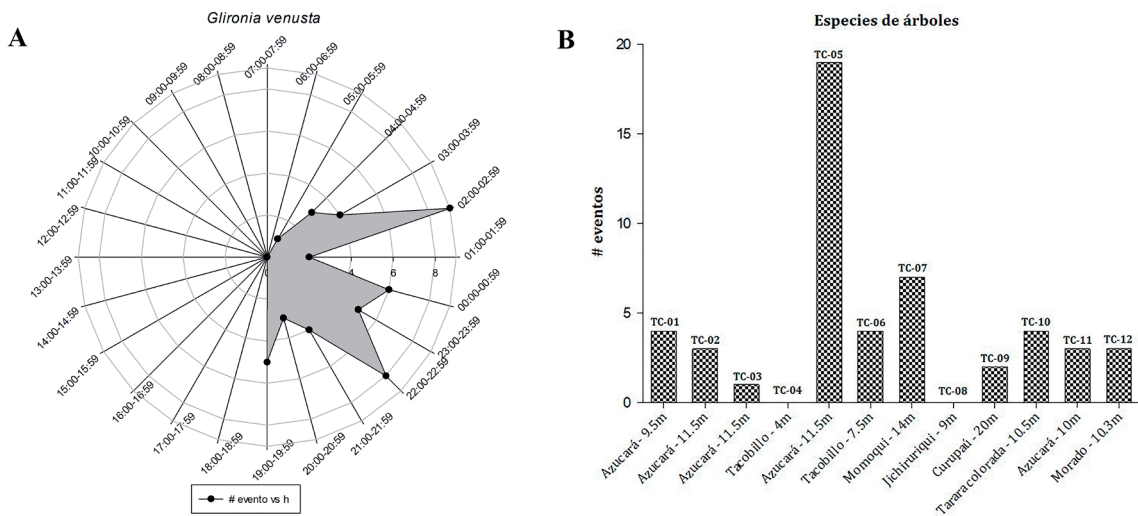 Glironia venusta
A
07:00-07:59
06:00-06:59
05:00-05:59
04:00-04:59
03:00-03:59
02:00-02:59
01:00-01:59
00:00-00:59
23:00-23:59
22:00-22:59
21:00-21:59
20:00-20:59
19:00-19:59
18:00-18:59
17:00-17:59
16:00-16:59
15:00-15:59
14:00-14:59
13:00-13:59
12:00-12:59
11:00-11:59
10:00-10:59
09:00-09:59
08:00-08:59
0 4 6 8
# evento vs h
B
Especies de árboles
# eventos
20
15
10
5
0
TC-01
TC-02
TC-03
TC-04
TC-05
TC-06
TC-07
TC-08
TC-09
TC-10
TC-11
TC-12
Azucará - 9.5m
Azucará - 11.5m
Azucará - 11.5m
Tacobillo - 4m
Azucará - 11.5m
Tacobillo - 7.5m
Momoqui - 14m
Jichiruriqui - 9m
Curupaú - 20m
Tarara colorada - 10.5m
Azucará - 10m
Morado - 10.3m